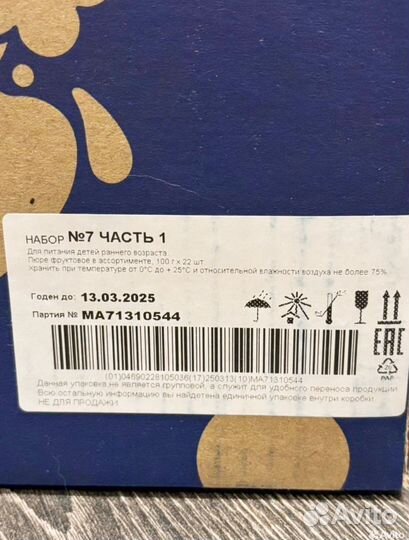 НАБОР №7 ЧАСТЬ 1
Для питания детей раннего возраста.
Пюре фруктовое в ассортименте, 100 г х 22 шт.
Хранить при температуре от 0°С до + 25°С и относительной влажности воздуха не более 75%.
Годен до: 13.03.2025
Партия № МА71310544
EAC
PAP
(01)04690228105036(17)250313(10)MA71310544
Данная упаковка не является групповой, а служит для удобного переноса продукции.
Всю остальную информацию вы найдете на единичной упаковке внутри коробки.
НЕ ДЛЯ ПРОДАЖИ
Avito
Avito